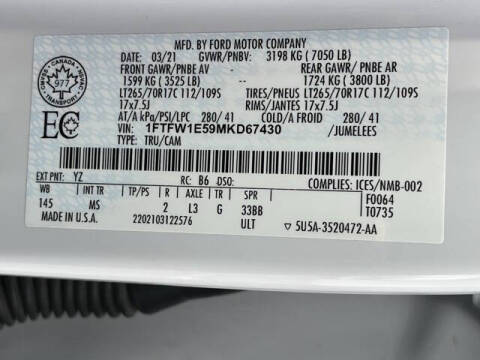 MFD. BY FORD MOTOR COMPANY
DATE: 03/21 GVWR/PNBV: 3198 KG ( 7050 LB)
FRONT GAWR/PNBE AV - REAR GAWR/PNBE AR
1599 KG ( 3525 LB) 1724 KG ( 3800 LB)
LT265/70R17C 112/109S TIRES/PNEUS LT265/70R17C 112/109S
17x7.5J RIMS/JANTES 17x7.5J
AT/A kPa/PSI/LPC 280/ 41 COLD/A FROID 280/ 41
VIN: 1FTFW1E59MKD67430 /JUMELEES
TYPE: TRU/CAM
CANADA
977
TRANSPORT
EC
EXT PNT: YZ RC: B6 DSO: COMPLIES: ICES/NMB-002
WB INT TR TP/PS R AXLE TR SPR F0064
145 MS 2 L3 G 33BB T0735
MADE IN U.S.A. 2202103122576 ULT 5U5A-3520472-AA